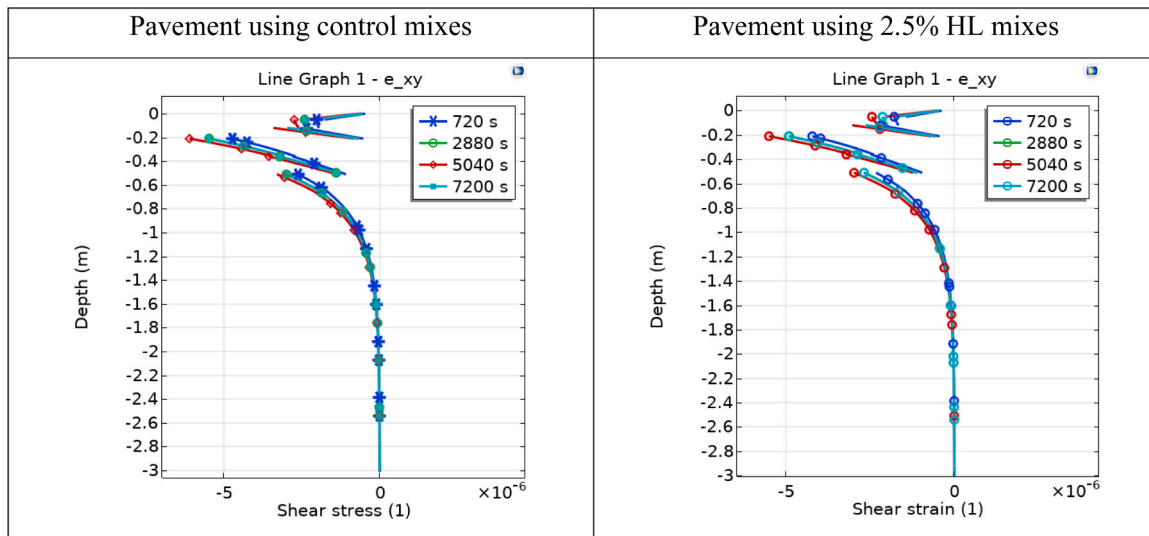 Pavement using control mixes
Pavement using 2.5% HL mixes
Line Graph 1 - e_xy
720 s
2880 s
5040 s
7200 s
Depth (m)
0
-0.2
-0.4
-0.6
-0.8
-1
-1.2
-1.4
-1.6
-1.8
-2
-2.2
-2.4
-2.6
-2.8
-3
-5
0
×10⁻⁶
Shear stress (1)
Line Graph 1 - e_xy
720 s
2880 s
5040 s
7200 s
Depth (m)
0
-0.2
-0.4
-0.6
-0.8
-1
-1.2
-1.4
-1.6
-1.8
-2
-2.2
-2.4
-2.6
-2.8
-3
-5
0
×10⁻⁶
Shear strain (1)